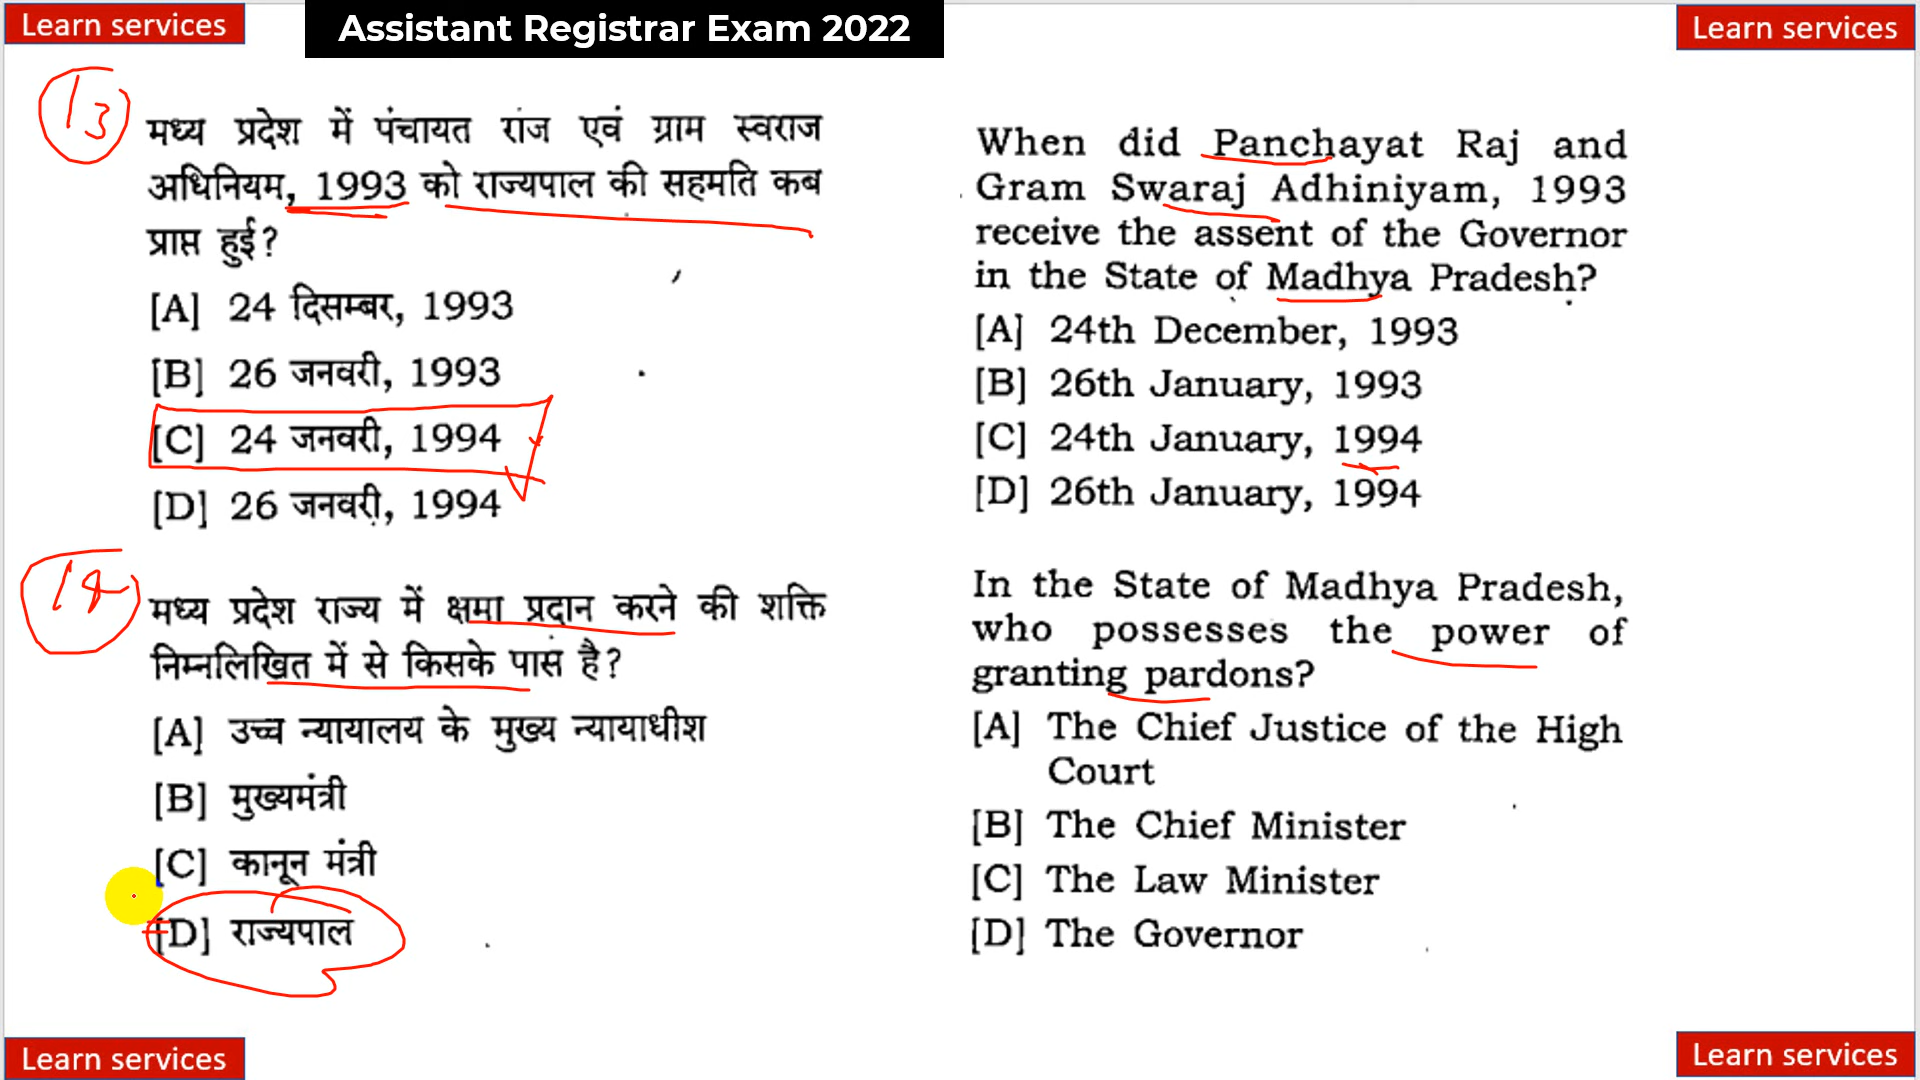 Learn services
Assistant Registrar Exam 2022
Learn services
13
मध्य प्रदेश में पंचायत राज एवं ग्राम स्वराज
अधिनियम, 1993 को राज्यपाल की सहमति कब
प्राप्त हुई?
[A] 24 दिसम्बर, 1993
[B] 26 जनवरी, 1993
[C] 24 जनवरी, 1994
[D] 26 जनवरी, 1994
When did Panchayat Raj and
Gram Swaraj Adhiniyam, 1993
receive the assent of the Governor
in the State of Madhya Pradesh?
[A] 24th December, 1993
[B] 26th January, 1993
[C] 24th January, 1994
[D] 26th January, 1994
14
मध्य प्रदेश राज्य में क्षमा प्रदान करने की शक्ति
निम्नलिखित में से किसके पास है?
[A] उच्च न्यायालय के मुख्य न्यायाधीश
[B] मुख्यमंत्री
[C] कानून मंत्री
[D] राज्यपाल
In the State of Madhya Pradesh,
who possesses the power of
granting pardons?
[A] The Chief Justice of the High
Court
[B] The Chief Minister
[C] The Law Minister
[D] The Governor
Learn services
Learn services